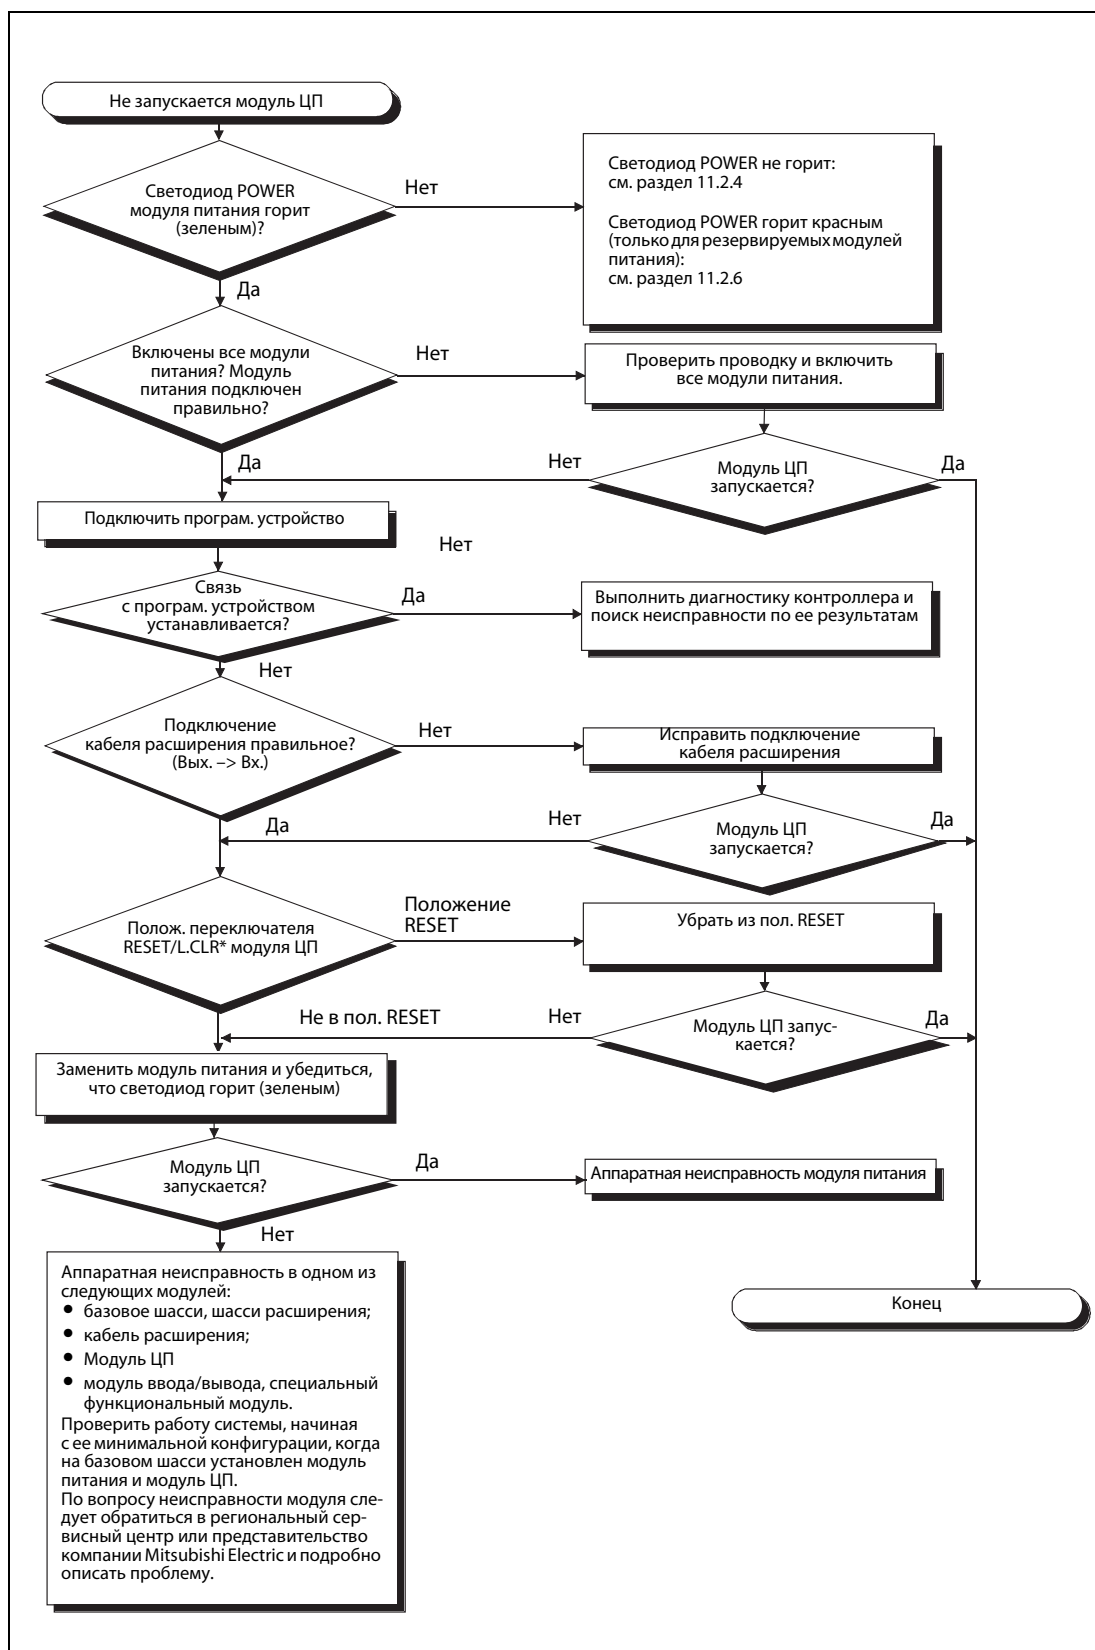 Не запускается модуль ЦП
Светодиод POWER
модуля питания горит
(зеленым)?
Нет
Светодиод POWER не горит:
см. раздел 11.2.4
Светодиод POWER горит красным
(только для резервируемых модулей
питания):
см. раздел 11.2.6
Да
Включены все модули
питания? Модуль
питания подключен
правильно?
Нет
Проверить проводку и включить
все модули питания.
Да
Нет
Модуль ЦП
запускается?
Да
Подключить програм. устройство
Нет
Связь
с програм. устройством
устанавливается?
Да
Выполнить диагностику контроллера и
поиск неисправности по ее результатам
Нет
Подключение
кабеля расширения правильное?
(Вых. –> Вх.)
Нет
Исправить подключение
кабеля расширения
Да
Нет
Модуль ЦП
запускается?
Да
Полож. переключателя
RESET/L.CLR* модуля ЦП
Положение
RESET
Убрать из пол. RESET
Не в пол. RESET
Нет
Модуль ЦП запус-
кается?
Да
Заменить модуль питания и убедиться,
что светодиод горит (зеленым)
Модуль ЦП
запускается?
Да
Аппаратная неисправность модуля питания
Нет
Аппаратная неисправность в одном из
следующих модулей:
● базовое шасси, шасси расширения;
● кабель расширения;
● Модуль ЦП
● модуль ввода/вывода, специальный
функциональный модуль.
Проверить работу системы, начиная
с ее минимальной конфигурации, когда
на базовом шасси установлен модуль
питания и модуль ЦП.
По вопросу неисправности модуля сле-
дует обратиться в региональный сер-
висный центр или представительство
компании Mitsubishi Electric и подробно
описать проблему.
Конец